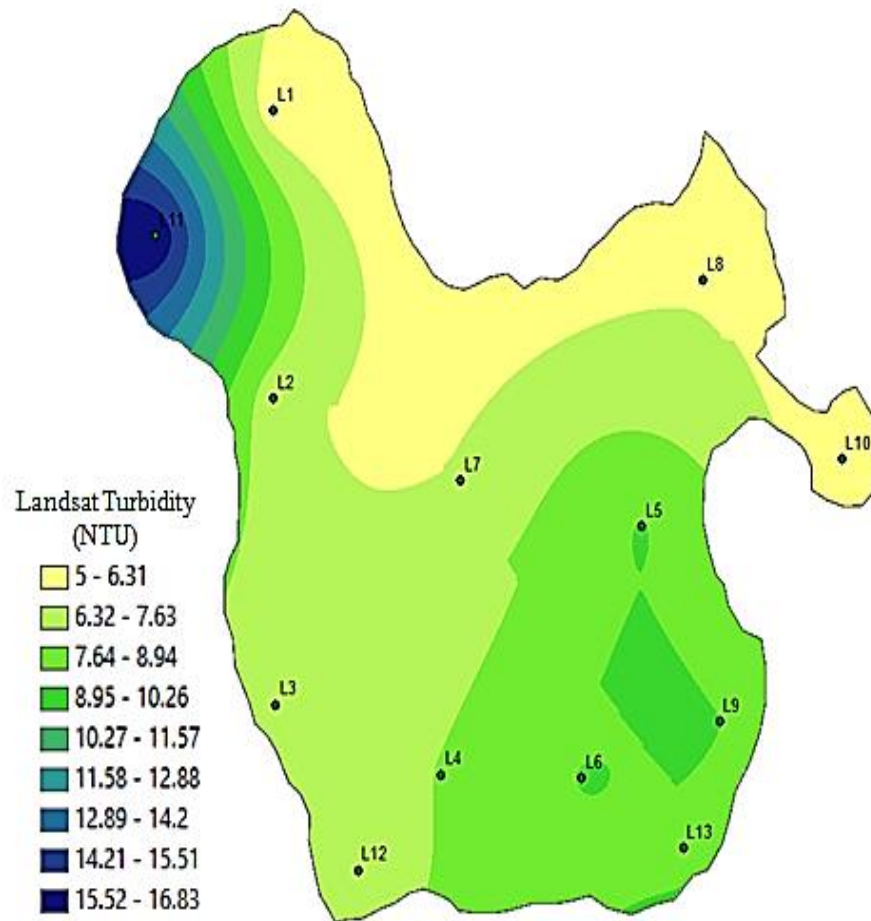 L1
L11
L8
L2
L10
L7
L5
Landsat Turbidity
(NTU)
5 - 6.31
6.32 - 7.63
7.64 - 8.94
8.95 - 10.26
10.27 - 11.57
11.58 - 12.88
12.89 - 14.2
14.21 - 15.51
15.52 - 16.83
L3
L9
L4
L6
L13
L12